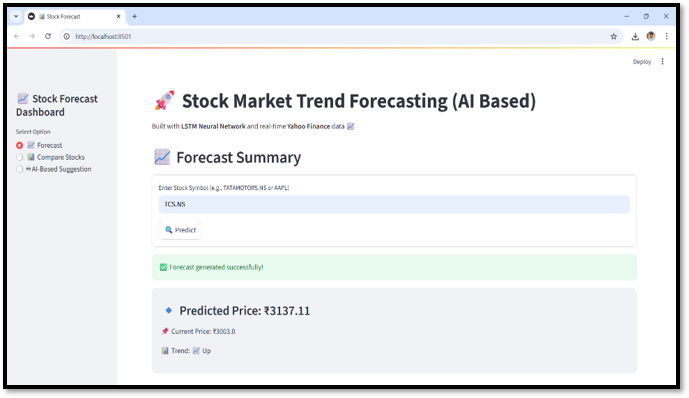 Stock Forecast
http://localhost:8501
Deploy
Stock Forecast
Dashboard
Select Option
Forecast
Compare Stocks
AI-Based Suggestion
Stock Market Trend Forecasting (AI Based)
Built with LSTM Neural Network and real-time Yahoo Finance data
Forecast Summary
Enter Stock Symbol (e.g., TATAMOTORS.NS or AAPL)
TCS.NS
Predict
Forecast generated successfully!
Predicted Price: ₹3137.11
Current Price: ₹3003.0
Trend: Up